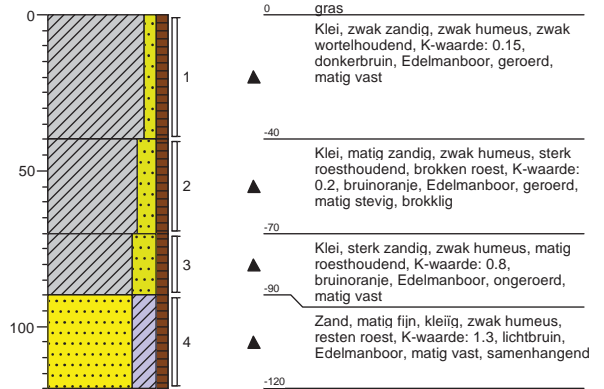 0
0
gras
Klei, zwak zandig, zwak humeus, zwak
wortelhoudend, K-waarde: 0.15,
donkerbruin, Edelmanboor, geroerd,
matig vast
1
-40
Klei, matig zandig, zwak humeus, sterk
roesthoudend, brokken roest, K-waarde:
0.2, bruinoranje, Edelmanboor, geroerd,
matig stevig, brokklig
50
2
-70
Klei, sterk zandig, zwak humeus, matig
roesthoudend, K-waarde: 0.8,
bruinoranje, Edelmanboor, ongeroerd,
matig vast
3
-90
Zand, matig fijn, kleiïg, zwak humeus,
resten roest, K-waarde: 1.3, lichtbruin,
Edelmanboor, matig vast, samenhangend
100
4
-120